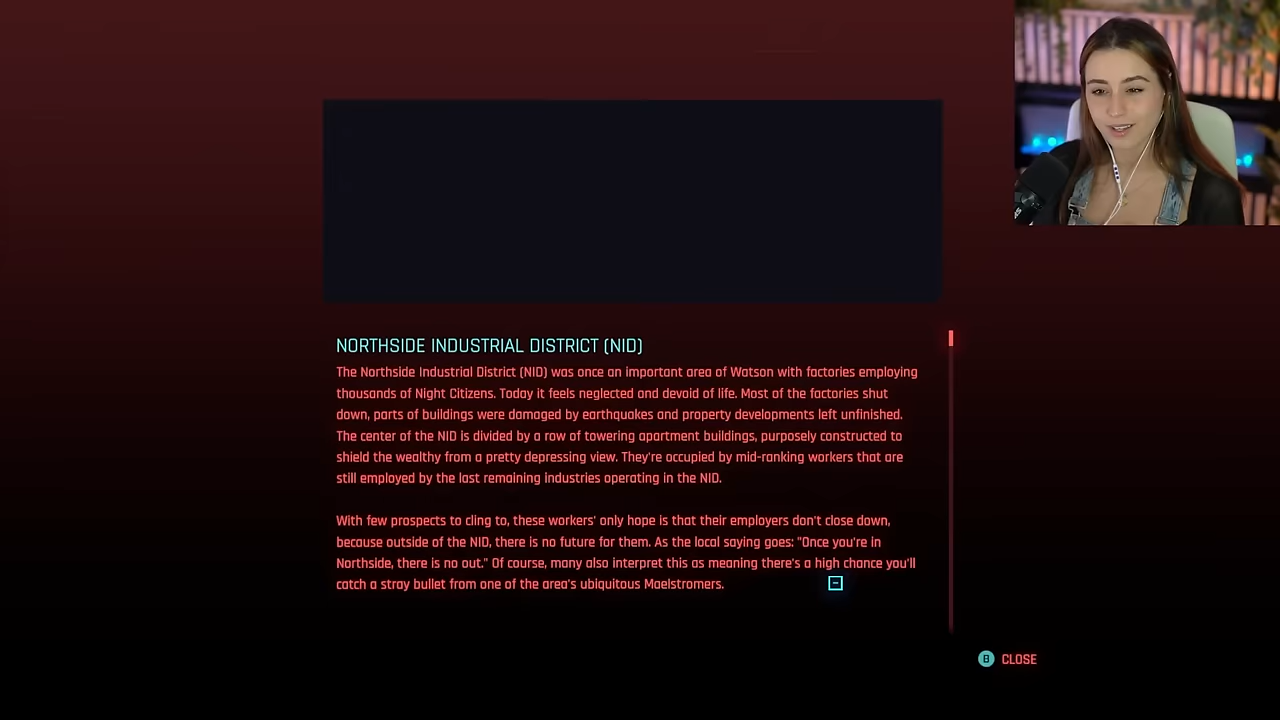 NORTHSIDE INDUSTRIAL DISTRICT (NID)
The Northside Industrial District (NID) was once an important area of Watson with factories employing
thousands of Night Citizens. Today it feels neglected and devoid of life. Most of the factories shut
down, parts of buildings were damaged by earthquakes and property developments left unfinished.
The center of the NID is divided by a row of towering apartment buildings, purposely constructed to
shield the wealthy from a pretty depressing view. They're occupied by mid-ranking workers that are
still employed by the last remaining industries operating in the NID.
With few prospects to cling to, these workers' only hope is that their employers don't close down,
because outside of the NID, there is no future for them. As the local saying goes: "Once you're in
Northside, there is no out." Of course, many also interpret this as meaning there's a high chance you'll
catch a stray bullet from one of the area's ubiquitous Maelstromers.
B CLOSE